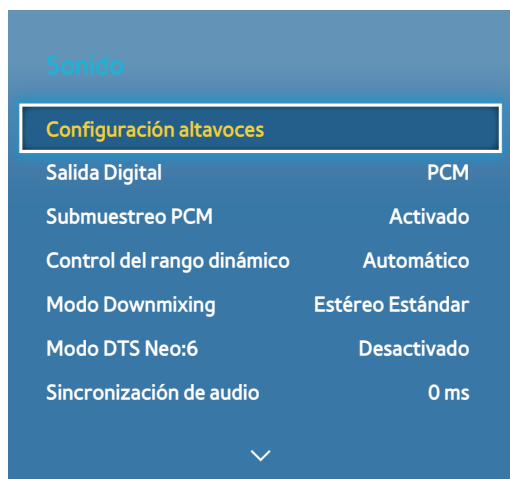 Sonido
Configuración altavoces
Salida Digital PCM
Submuestreo PCM Activado
Control del rango dinámico Automático
Modo Downmixing Estéreo Estándar
Modo DTS Neo:6 Desactivado
Sincronización de audio 0 ms